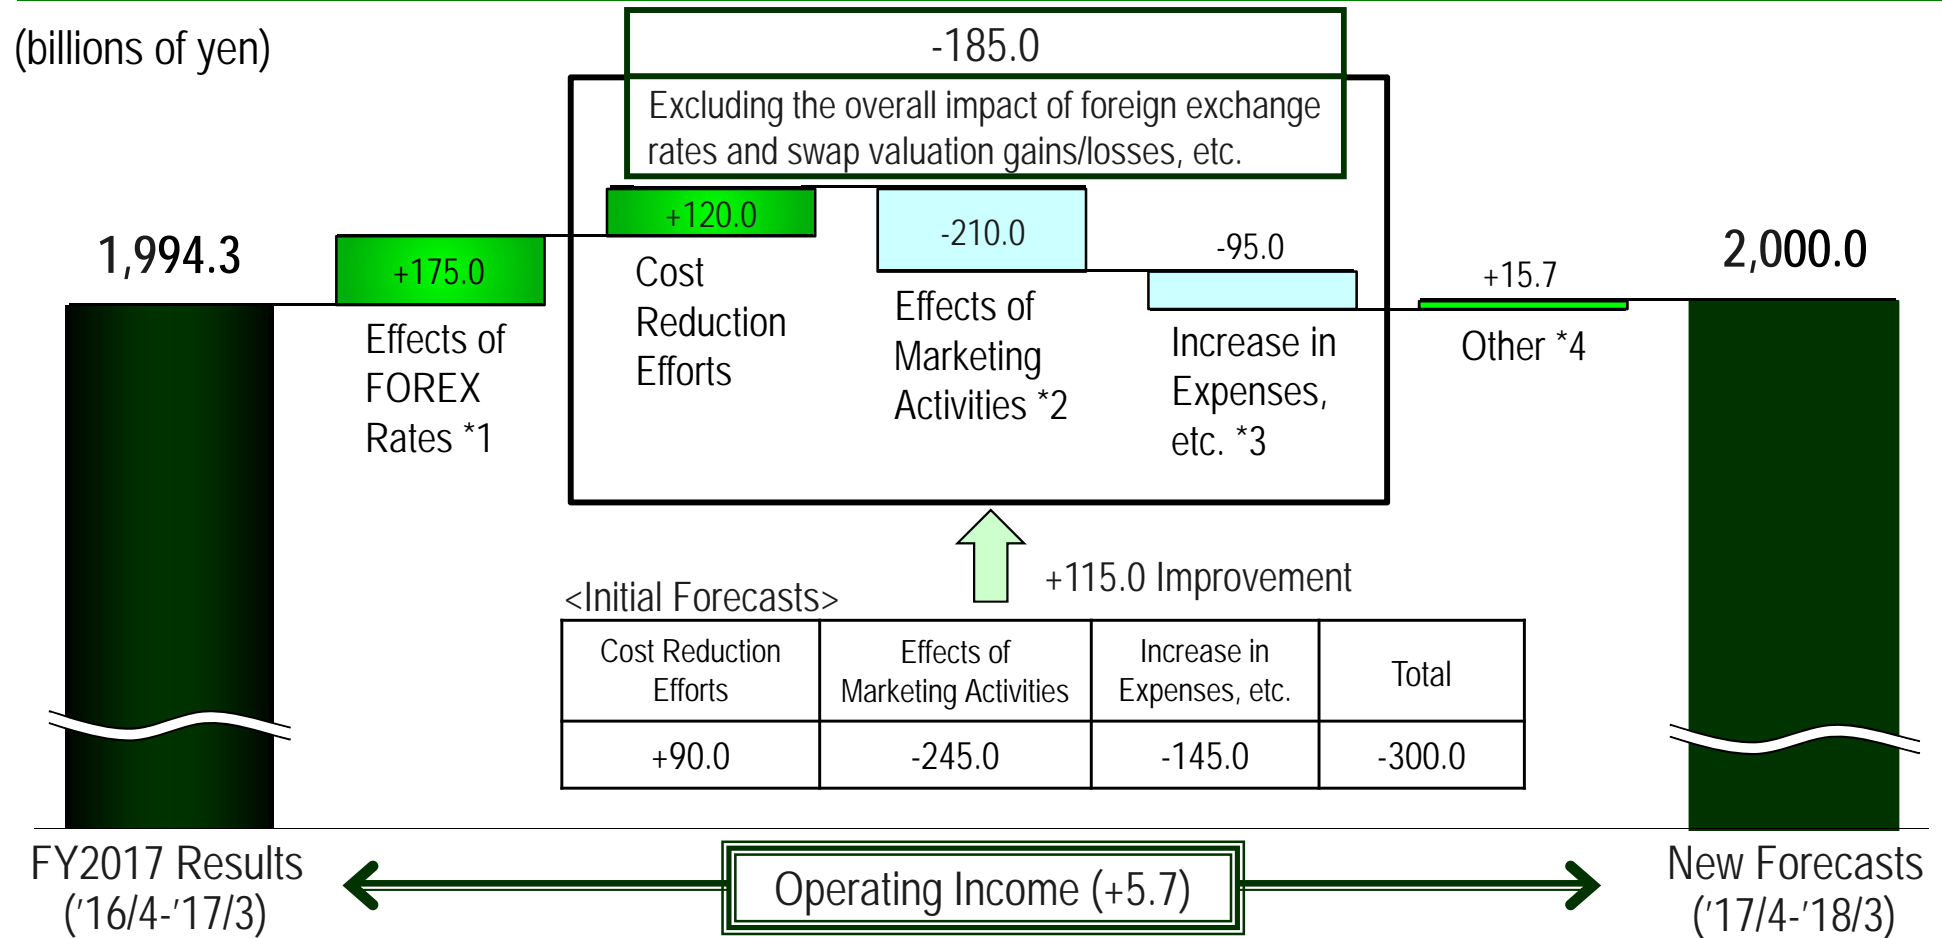 (billions of yen)
-185.0
Excluding the overall impact of foreign exchange
rates and swap valuation gains/losses, etc.
1,994.3
+175.0
Effects of
FOREX
Rates *1
+120.0
Cost
Reduction
Efforts
-210.0
Effects of
Marketing
Activities *2
-95.0
Increase in
Expenses,
etc. *3
+15.7
Other *4
2,000.0
+115.0 Improvement
<Initial Forecasts>
Cost Reduction
Efforts
Effects of
Marketing Activities
Increase in
Expenses, etc.
Total
+90.0
-245.0
-145.0
-300.0
FY2017 Results
('16/4-'17/3)
Operating Income (+5.7)
New Forecasts
('17/4-'18/3)